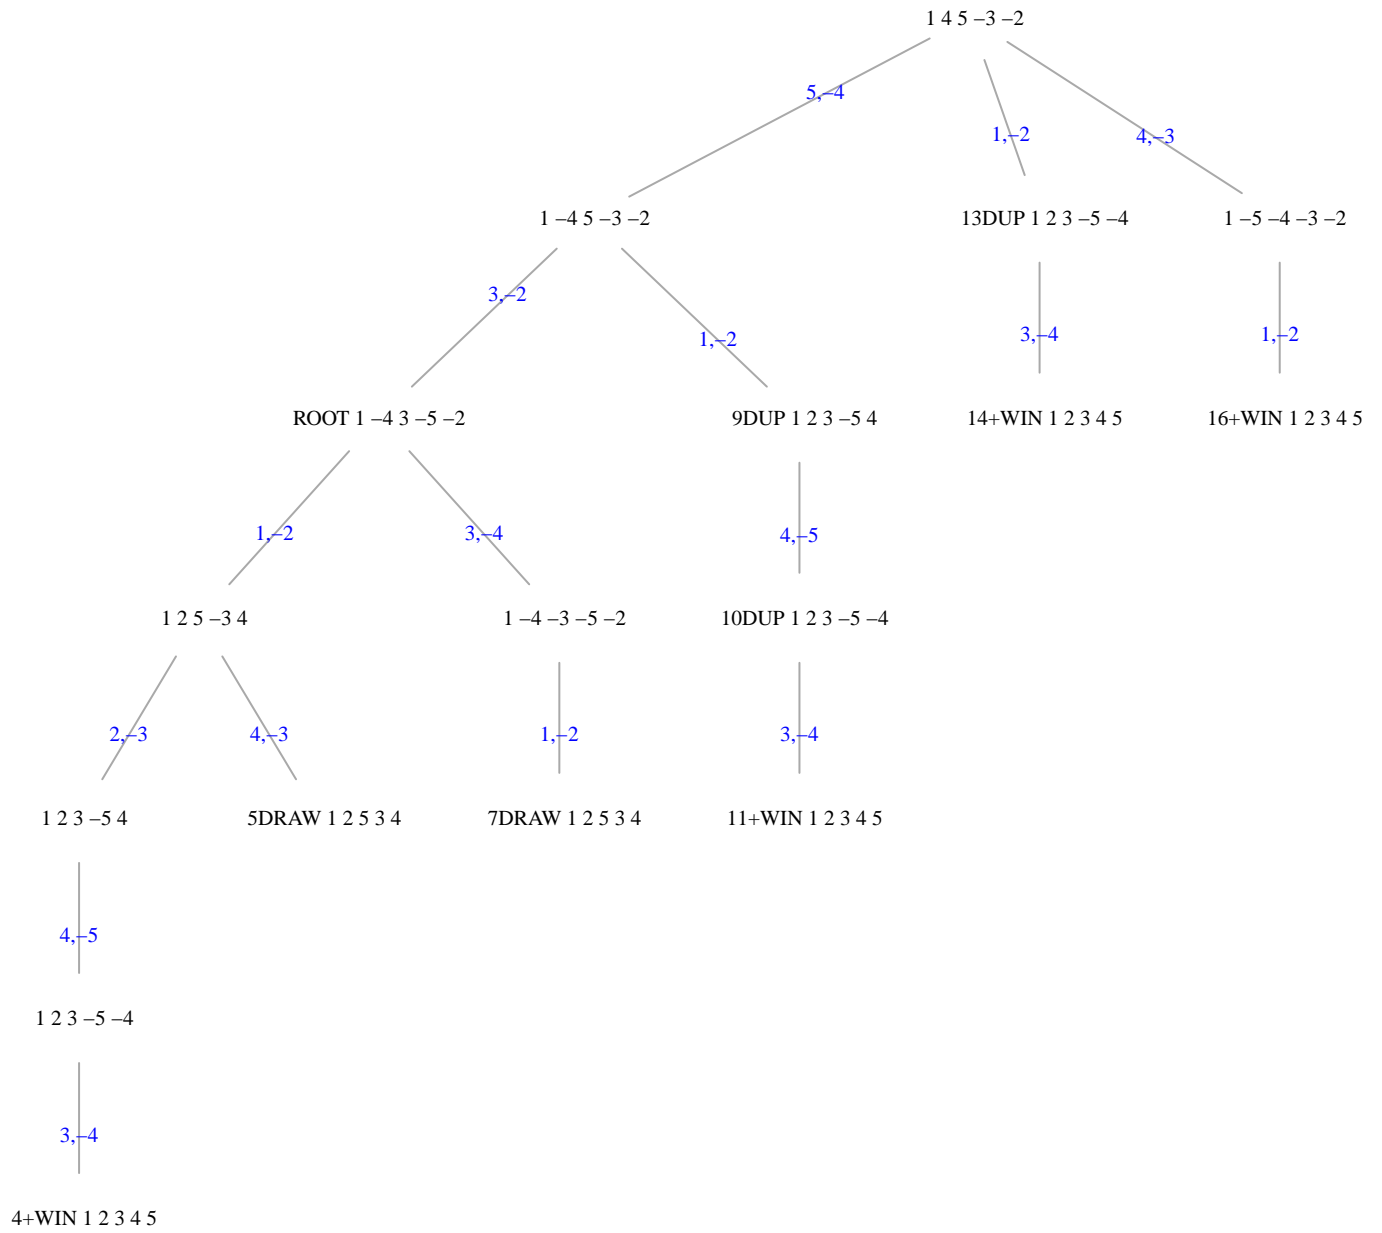 1 4 5 –3 –2
5,–4
1,–2
4,–3
1 –4 5 –3 –2
13DUP 1 2 3 –5 –4
1 –5 –4 –3 –2
3,–2
1,–2
3,–4
1,–2
ROOT 1 –4 3 –5 –2
9DUP 1 2 3 –5 4
14+WIN 1 2 3 4 5
16+WIN 1 2 3 4 5
1,–2
3,–4
4,–5
1 2 5 –3 4
1 –4 –3 –5 –2
10DUP 1 2 3 –5 –4
2,–3
4,–3
1,–2
3,–4
1 2 3 –5 4
5DRAW 1 2 5 3 4
7DRAW 1 2 5 3 4
11+WIN 1 2 3 4 5
4,–5
1 2 3 –5 –4
3,–4
4+WIN 1 2 3 4 5